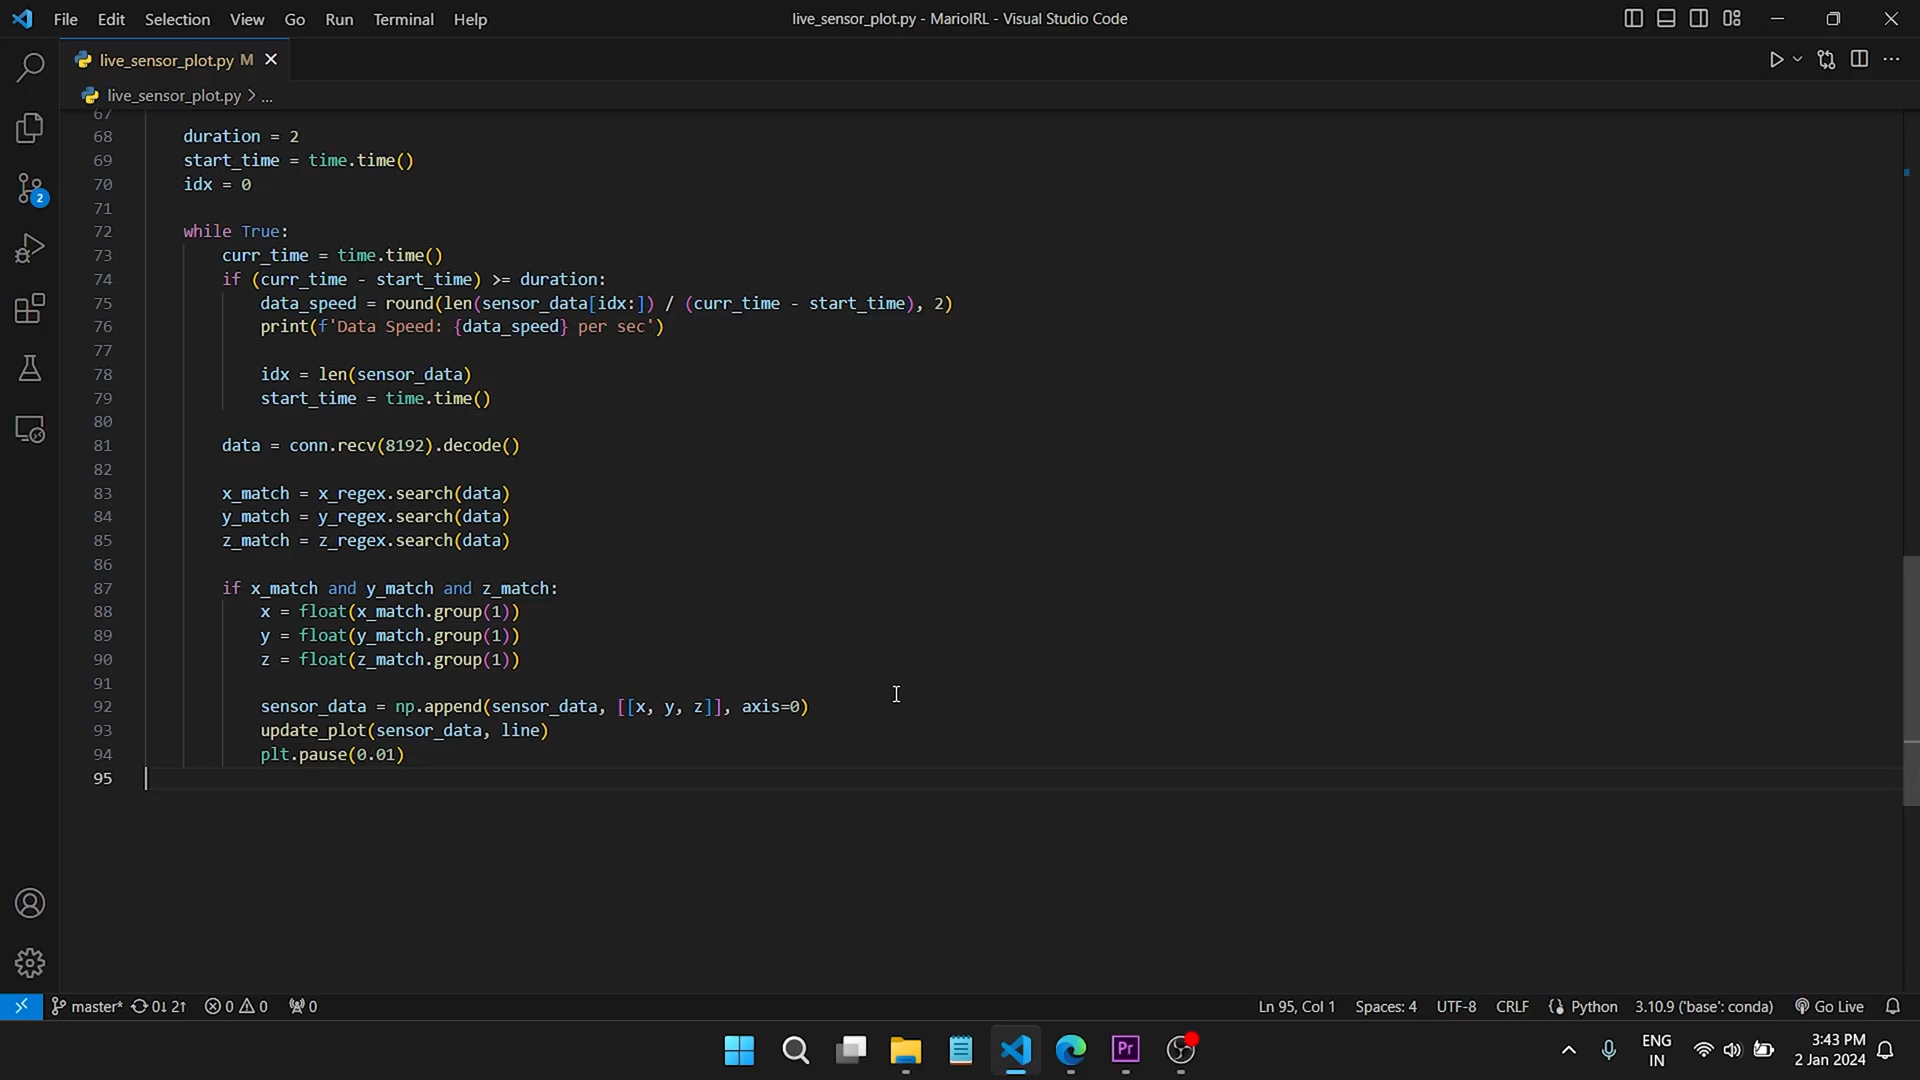 File Edit Selection View Go Run Terminal Help
live_sensor_plot.py - MarioIRL - Visual Studio Code
live_sensor_plot.py M
live_sensor_plot.py > ...
67
68 duration = 2
69 start_time = time.time()
70 idx = 0
71
72 while True:
73 curr_time = time.time()
74 if (curr_time - start_time) >= duration:
75 data_speed = round(len(sensor_data[idx:]) / (curr_time - start_time), 2)
76 print(f'Data Speed: {data_speed} per sec')
77
78 idx = len(sensor_data)
79 start_time = time.time()
80
81 data = conn.recv(8192).decode()
82
83 x_match = x_regex.search(data)
84 y_match = y_regex.search(data)
85 z_match = z_regex.search(data)
86
87 if x_match and y_match and z_match:
88 x = float(x_match.group(1))
89 y = float(y_match.group(1))
90 z = float(z_match.group(1))
91
92 sensor_data = np.append(sensor_data, [[x, y, z]], axis=0)
93 update_plot(sensor_data, line)
94 plt.pause(0.01)
95
2
master* 0↓ 2↑ 0 0 0 Ln 95, Col 1 Spaces: 4 UTF-8 CRLF Python 3.10.9 ('base': conda) Go Live
Pr
ENG
IN
3:43 PM
2 Jan 2024